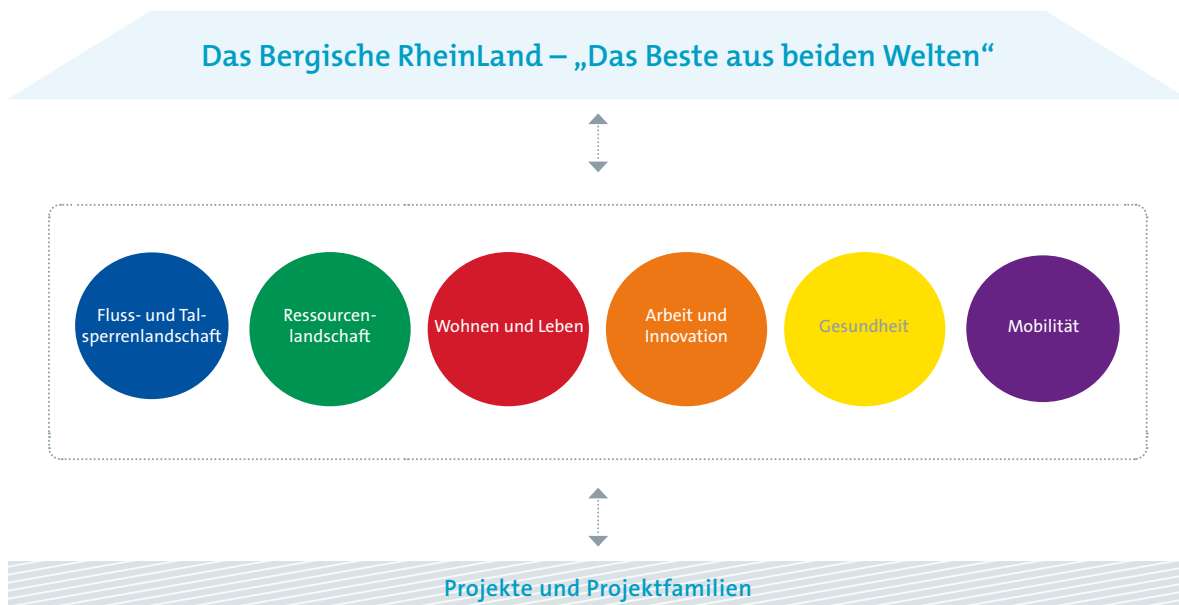 Das Bergische RheinLand – „Das Beste aus beiden Welten“
Fluss- und Tal-
sperrenlandschaft
Ressourcen-
landschaft
Wohnen und Leben
Arbeit und
Innovation
Gesundheit
Mobilität
Projekte und Projektfamilien